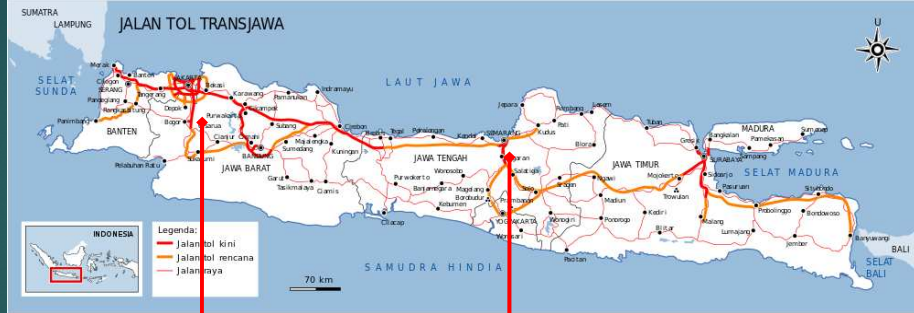 SUMATRA
LAMPUNG
JALAN TOL TRANSJAWA
U
SELAT
SUNDA
LAUT JAWA
Merak
Cilegon
Banten
SERANG
Tangerang
Bekasi
Pandeglang
Rangkasbitung
Panimbang
BANTEN
Depok
Bogor
Karawang
Cikampek
Pamanukan
Indramayu
Purwakarta
Subang
Cianjur
Cimahi
BANDUNG
Sumedang
Majalengka
Cirebon
Kuningan
Sukabumi
Pelabuhan Ratu
JAWA BARAT
Garut
Tasikmalaya
Ciamis
Tegal
Pekalongan
Kendal
SEMARANG
Jepara
Kudus
Pati
Rembang
Lasem
Blora
JAWA TENGAH
Purwokerto
Wonosobo
Banjarnegara
Magelang
Borobudur
Kebumen
Cilacap
Salatiga
Solo
Sragen
Prambanan
YOGYAKARTA
Wonosari
Wonogiri
Pacitan
Tuban
JAWA TIMUR
Ngawi
Madiun
Ponorogo
Kediri
Blitar
Trowulan
Mojokerto
Gresik
SURABAYA
Sidoarjo
Bangkalan
MADURA
Sampang
Pamekasan
Sumenep
SELAT MADURA
Pasuruan
Probolinggo
Situbondo
Bondowoso
Malang
Lumajang
Jember
Banyuwangi
BALI
SELAT
BALI
SAMUDRA HINDIA
INDONESIA
Legenda:
Jalan tol kini
Jalan tol rencana
Jalan raya
70 km